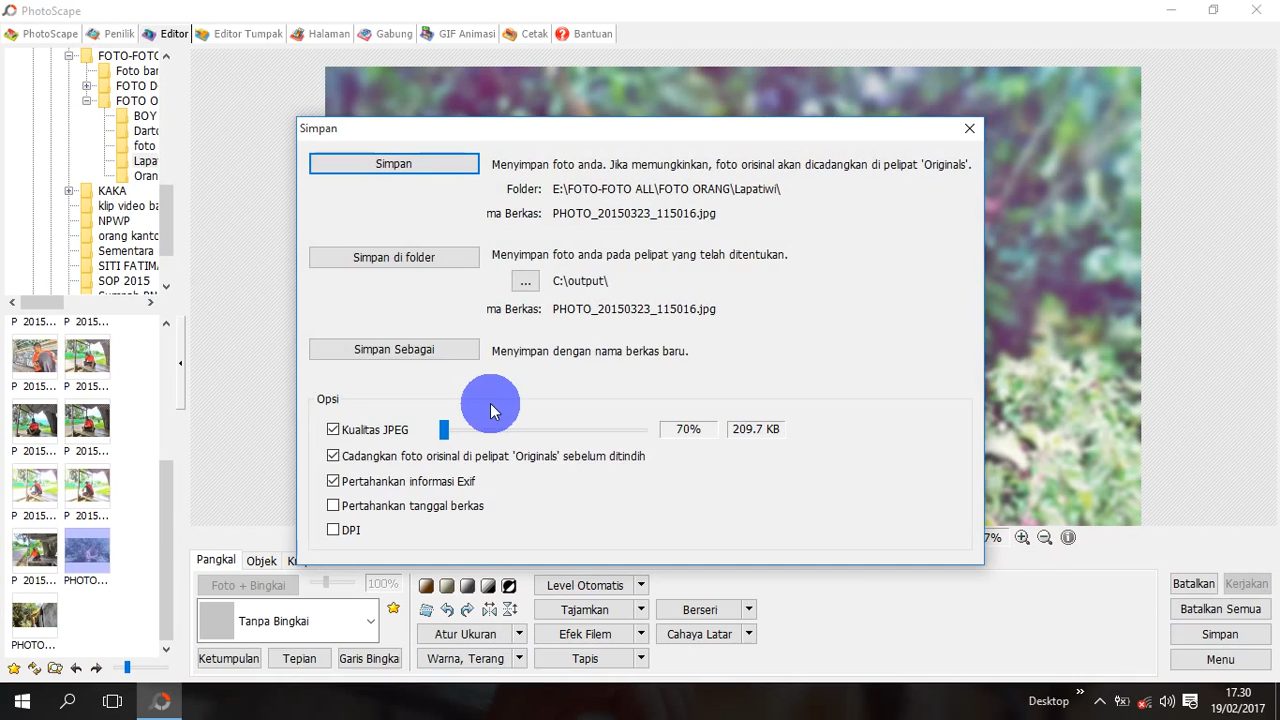 PhotoScape
PhotoScape Penilik Editor Editor Tumpak Halaman Gabung GIF Animasi Cetak Bantuan
FOTO-FOTO
Foto bar
FOTO D
FOTO O
BOY
Darto
foto
Lapat
Oran
KAKA
klip video ba
NPWP
orang kanto
Sementara
SITI FATIMA
SOP 2015
P 2015... P 2015...
P 2015... P 2015...
P 2015... P 2015...
P 2015... P 2015...
P 2015... PHOTO...
PHOTO...
Simpan
Simpan
Menyimpan foto anda. Jika memungkinkan, foto orisinal akan dicadangkan di pelipat 'Originals'.
Folder: E:\FOTO-FOTO ALL\FOTO ORANG\Lapatiwi\
ma Berkas: PHOTO_20150323_115016.jpg
Simpan di folder
Menyimpan foto anda pada pelipat yang telah ditentukan.
... C:\output\
ma Berkas: PHOTO_20150323_115016.jpg
Simpan Sebagai
Menyimpan dengan nama berkas baru.
Opsi
Kualitas JPEG 70% 209.7 KB
Cadangkan foto orisinal di pelipat 'Originals' sebelum ditindih
Pertahankan informasi Exif
Pertahankan tanggal berkas
DPI
7%
Pangkal Objek
Foto + Bingkai 100%
Tanpa Bingkai
Ketumpulan Tepian Garis Bingka
Level Otomatis
Tajamkan Berseri
Atur Ukuran Efek Filem Cahaya Latar
Warna, Terang Tapis
Batalkan Kerjakan
Batalkan Semua
Simpan
Menu
Desktop
17.30
19/02/2017